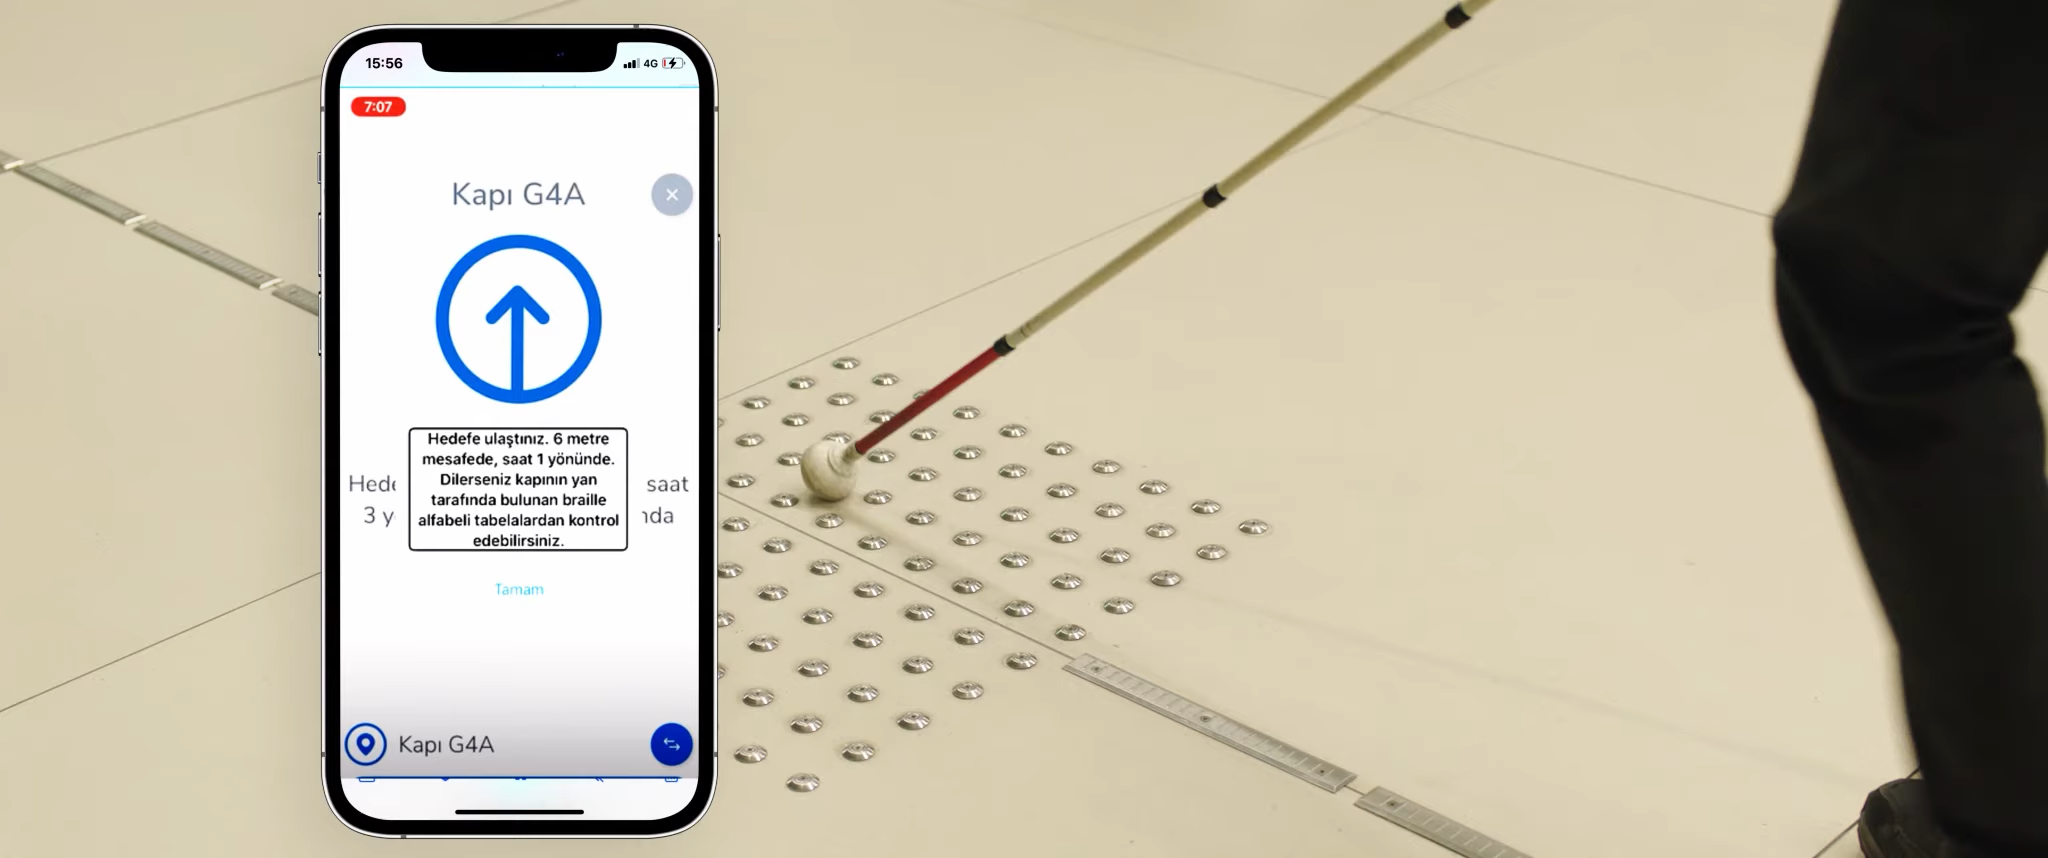 15:56
4G
7:07
Kapı G4A
Hedefe ulaştınız. 6 metre
mesafede, saat 1 yönünde.
Dilerseniz kapının yan
tarafında bulunan braille
alfabeli tabelalardan kontrol
edebilirsiniz.
saat
3
Tamam
Kapı G4A